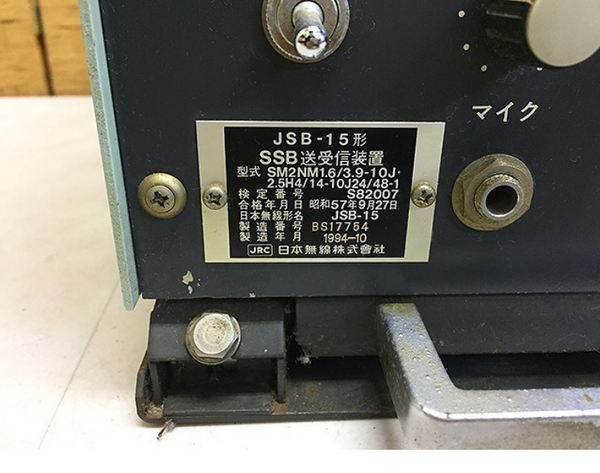 マイク
JSB-15形
SSB送受信装置
型式 SM2NM1.6/3.9-10J・
2.5H4/14-10J24/48-1
検定番号 S82007
合格年月日 昭和57年9月27日
日本無線形名 JSB-15
製造番号 BS17754
製造年月 1994-10
JRC 日本無線株式會社